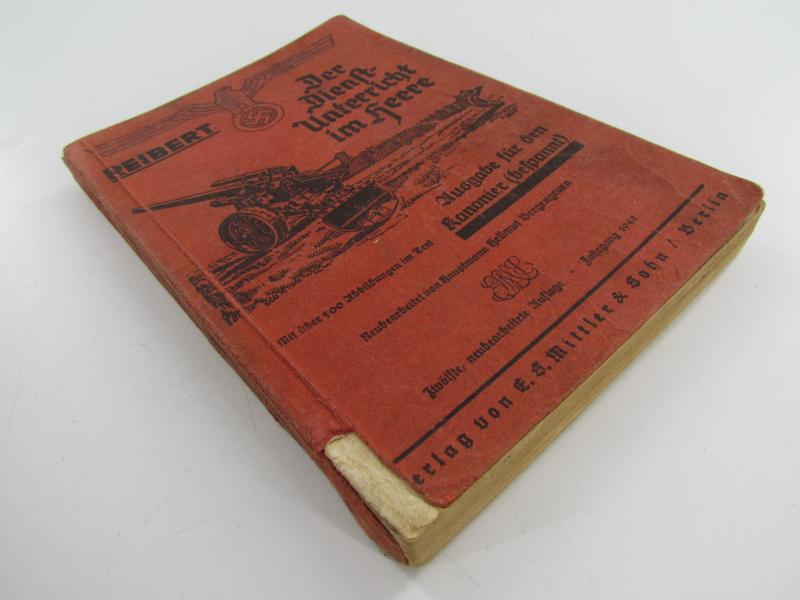 REIBERT
Der
Dienst-
Unterricht
im Heere
Ausgabe für den
Kanonier (bespannt)
Mit über 500 Abbildungen im Text
Neubearbeitet von Hauptmann Hellmut
Zwölfte, neubearbeitete Auflage · Jahrgang 1941
Verlag von E. S. Mittler & Sohn / Berlin